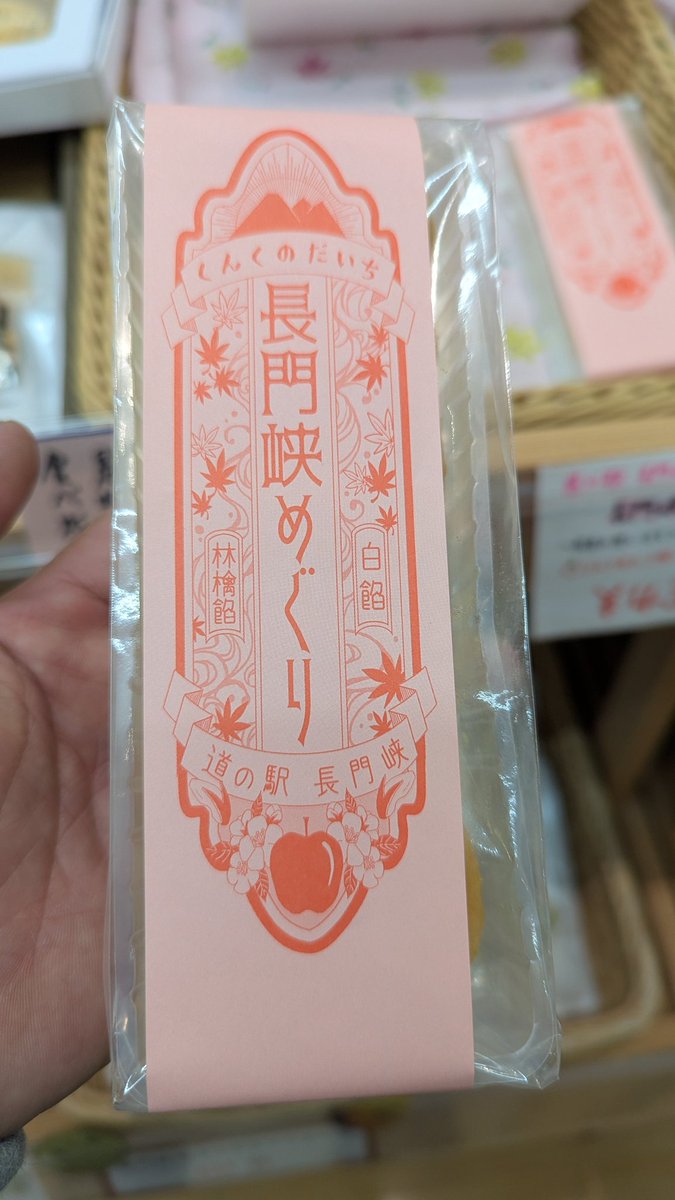 しんくのだいち
長門峡めぐり
白餡
林檎餡
道の駅 長門峡